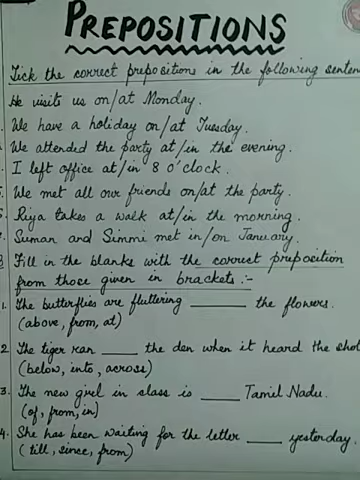 PREPOSITIONS
Tick the correct prepositions in the following senten
He visits us on/at Monday.
We have a holiday on/at Tuesday.
We attended the party at/in the evening.
I left office at/in 8 o'clock.
We met all our friends on/at the party.
Riya takes a walk at/in the morning.
Suman and Simmi met in/on January.
Fill in the blanks with the correct preposition
from those given in brackets:-
1. The butterflies are fluttering ______ the flowers.
(above, from, at)
2 The tiger ran ____ the den when it heard the shot
(below, into, across)
3. The new girl in class is ____ Tamil Nadu.
(of, from, in)
4. She has been waiting for the letter ____ yesterday.
(till, since, from)